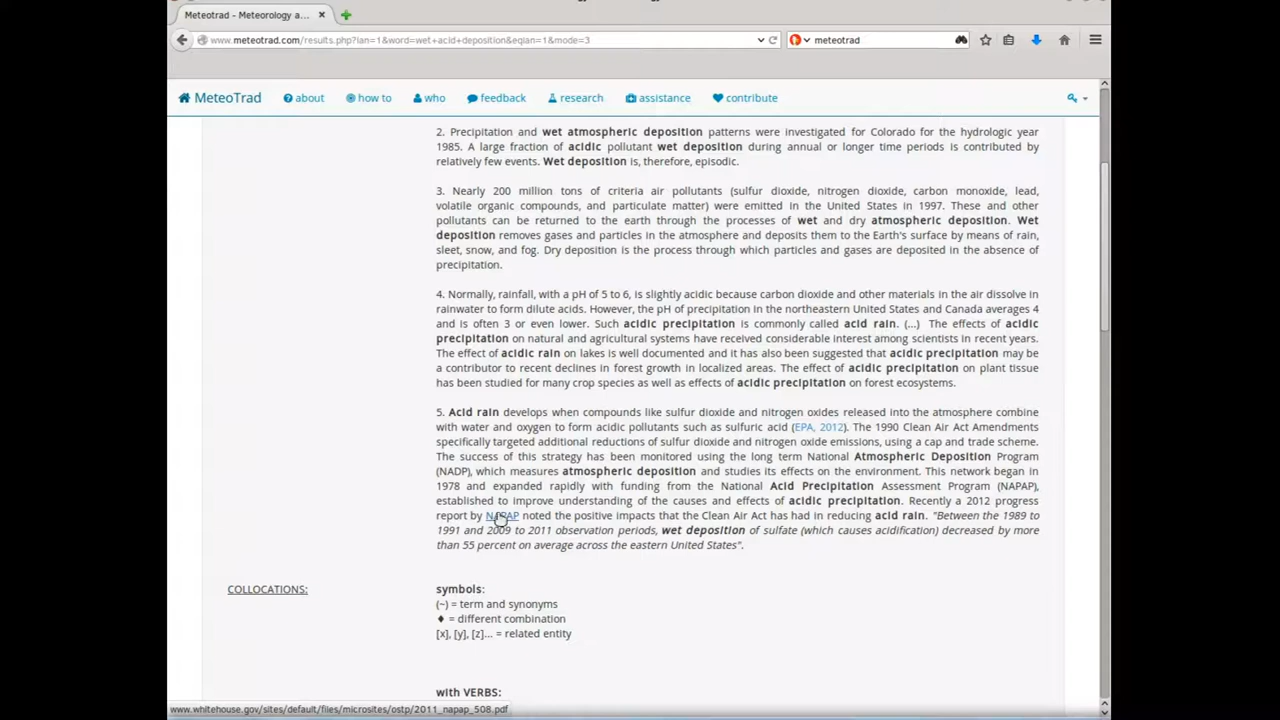 Meteotrad - Meteorology a...
www.meteotrad.com/results.php?lan=1&word=wet+acid+deposition&eqlan=1&mode=3
meteotrad
MeteoTrad about how to who feedback research assistance contribute
2. Precipitation and wet atmospheric deposition patterns were investigated for Colorado for the hydrologic year
1985. A large fraction of acidic pollutant wet deposition during annual or longer time periods is contributed by
relatively few events. Wet deposition is, therefore, episodic.
3. Nearly 200 million tons of criteria air pollutants (sulfur dioxide, nitrogen dioxide, carbon monoxide, lead,
volatile organic compounds, and particulate matter) were emitted in the United States in 1997. These and other
pollutants can be returned to the earth through the processes of wet and dry atmospheric deposition. Wet
deposition removes gases and particles in the atmosphere and deposits them to the Earth's surface by means of rain,
sleet, snow, and fog. Dry deposition is the process through which particles and gases are deposited in the absence of
precipitation.
4. Normally, rainfall, with a pH of 5 to 6, is slightly acidic because carbon dioxide and other materials in the air dissolve in
rainwater to form dilute acids. However, the pH of precipitation in the northeastern United States and Canada averages 4
and is often 3 or even lower. Such acidic precipitation is commonly called acid rain. (...) The effects of acidic
precipitation on natural and agricultural systems have received considerable interest among scientists in recent years.
The effect of acidic rain on lakes is well documented and it has also been suggested that acidic precipitation may be
a contributor to recent declines in forest growth in localized areas. The effect of acidic precipitation on plant tissue
has been studied for many crop species as well as effects of acidic precipitation on forest ecosystems.
5. Acid rain develops when compounds like sulfur dioxide and nitrogen oxides released into the atmosphere combine
with water and oxygen to form acidic pollutants such as sulfuric acid (EPA, 2012). The 1990 Clean Air Act Amendments
specifically targeted additional reductions of sulfur dioxide and nitrogen oxide emissions, using a cap and trade scheme.
The success of this strategy has been monitored using the long term National Atmospheric Deposition Program
(NADP), which measures atmospheric deposition and studies its effects on the environment. This network began in
1978 and expanded rapidly with funding from the National Acid Precipitation Assessment Program (NAPAP),
established to improve understanding of the causes and effects of acidic precipitation. Recently a 2012 progress
report by NAPAP noted the positive impacts that the Clean Air Act has had in reducing acid rain. "Between the 1989 to
1991 and 2009 to 2011 observation periods, wet deposition of sulfate (which causes acidification) decreased by more
than 55 percent on average across the eastern United States".
COLLOCATIONS: symbols:
(~) = term and synonyms
♦ = different combination
[x], [y], [z]... = related entity
with VERBS:
www.whitehouse.gov/sites/default/files/microsites/ostp/2011_napap_508.pdf